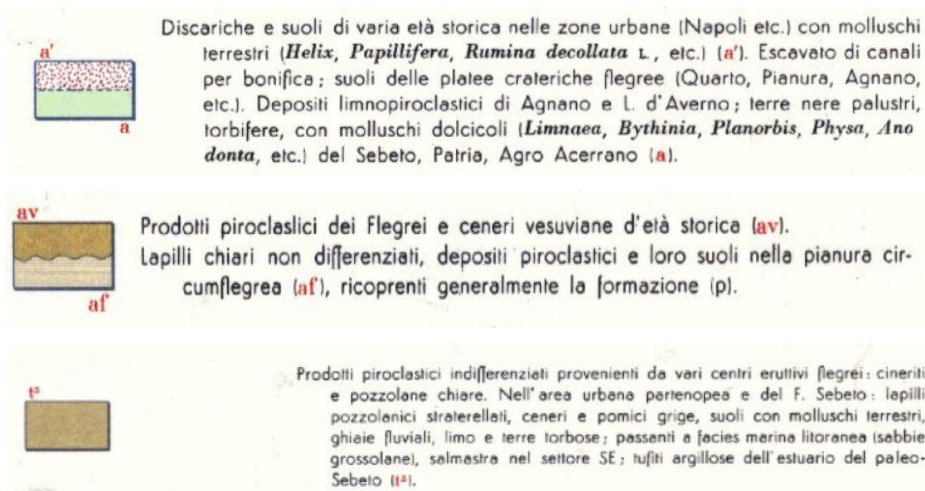 a'
a
Discariche e suoli di varia età storica nelle zone urbane (Napoli etc.) con molluschi
terrestri (Helix, Papillifera, Rumina decollata L., etc.) (a'). Escavato di canali
per bonifica; suoli delle platee crateriche flegree (Quarto, Pianura, Agnano,
etc.). Depositi limnopiroclastici di Agnano e L. d'Averno; terre nere palustri,
torbifere, con molluschi dolcicoli (Limnaea, Bythinia, Planorbis, Physa, Ano
donta, etc.) del Sebeto, Patria, Agro Acerrano (a).
av
af
Prodotti piroclaslici dei Flegrei e ceneri vesuviane d'età storica (av).
Lapilli chiari non differenziati, depositi piroclastici e loro suoli nella pianura cir-
cumflegrea (af), ricoprenti generalmente la formazione (p).
t³
Prodotti piroclastici indifferenziati provenienti da vari centri eruttivi flegrei: cineriti
e pozzolane chiare. Nell'area urbana partenopea e del F. Sebeto: lapilli
pozzolanici straterellati, ceneri e pomici grige, suoli con molluschi terrestri,
ghiaie fluviali, limo e terre torbose; passanti a facies marina litoranea (sabbie
grossolane), salmastra nel settore SE; tufiti argillose dell'estuario del paleo-
Sebeto (t³).